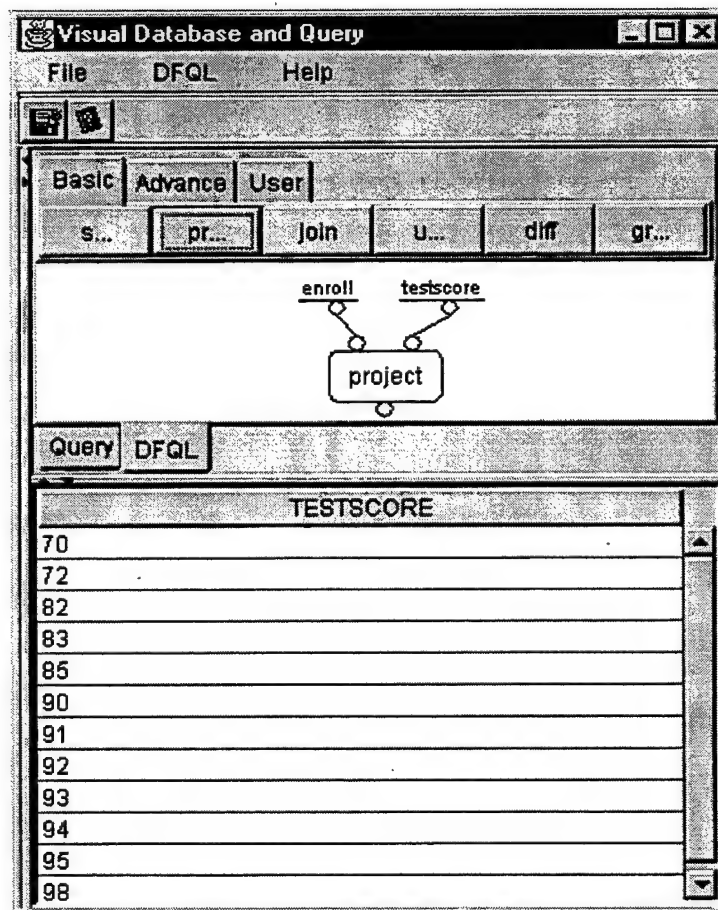 Visual Database and Query
File DFQL Help
Basic Advance User
s... pr... join u... diff gr...
enroll testscore
project
Query DFQL
TESTSCORE
70
72
82
83
85
90
91
92
93
94
95
98